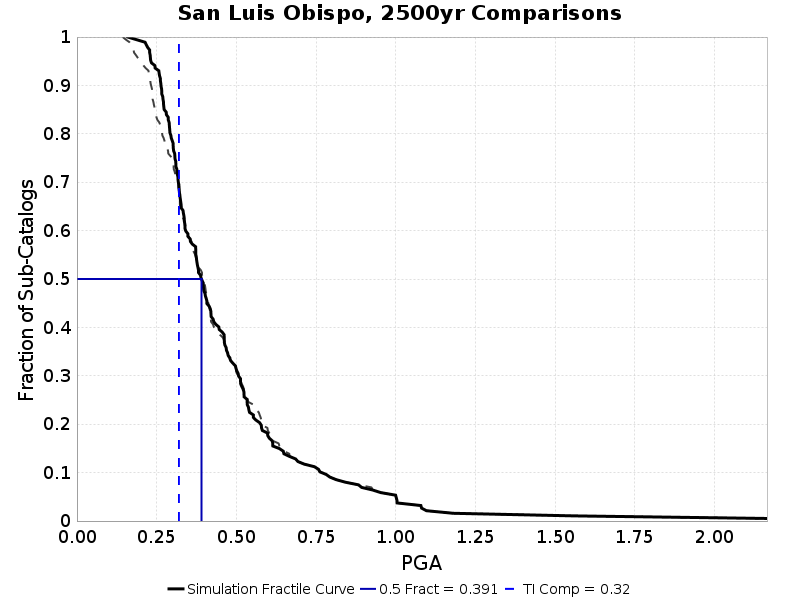 San Luis Obispo, 2500yr Comparisons
Fraction of Sub-Catalogs
1
0.9
0.8
0.7
0.6
0.5
0.4
0.3
0.2
0.1
0
0.00 0.25 0.50 0.75 1.00 1.25 1.50 1.75 2.00
PGA
Simulation Fractile Curve 0.5 Fract = 0.391 TI Comp = 0.32